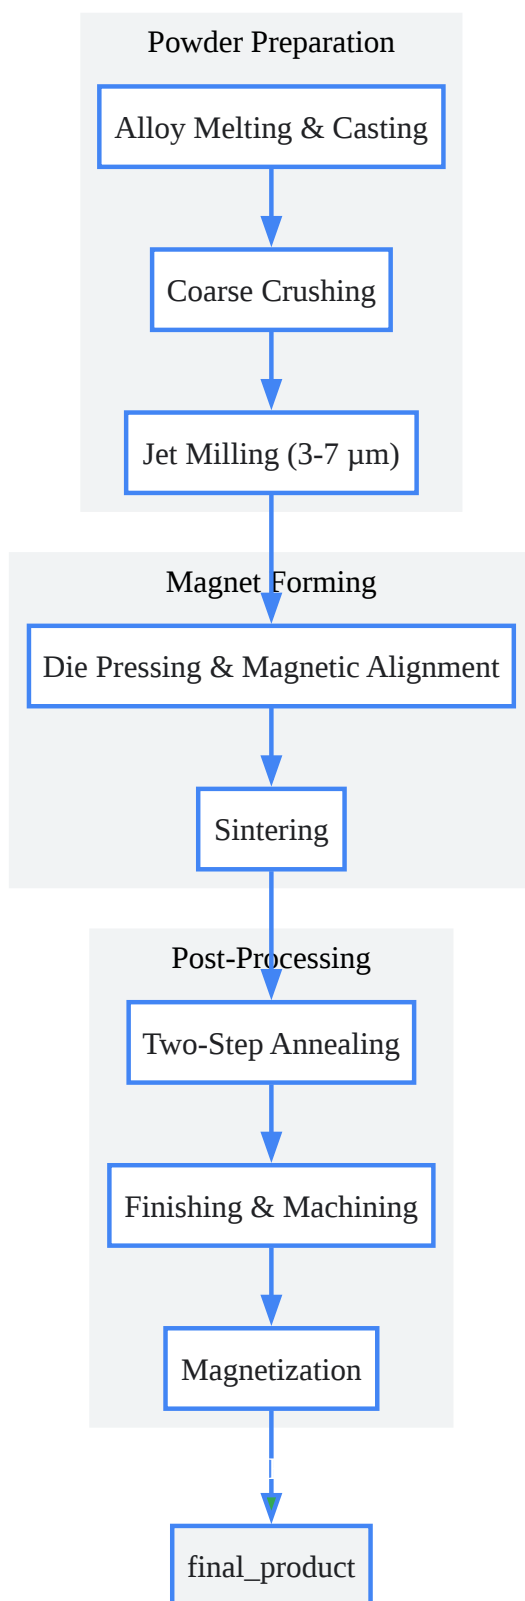 Powder Preparation
Alloy Melting & Casting
Coarse Crushing
Jet Milling (3-7 µm)
Magnet Forming
Die Pressing & Magnetic Alignment
Sintering
Post-Processing
Two-Step Annealing
Finishing & Machining
Magnetization
final_product